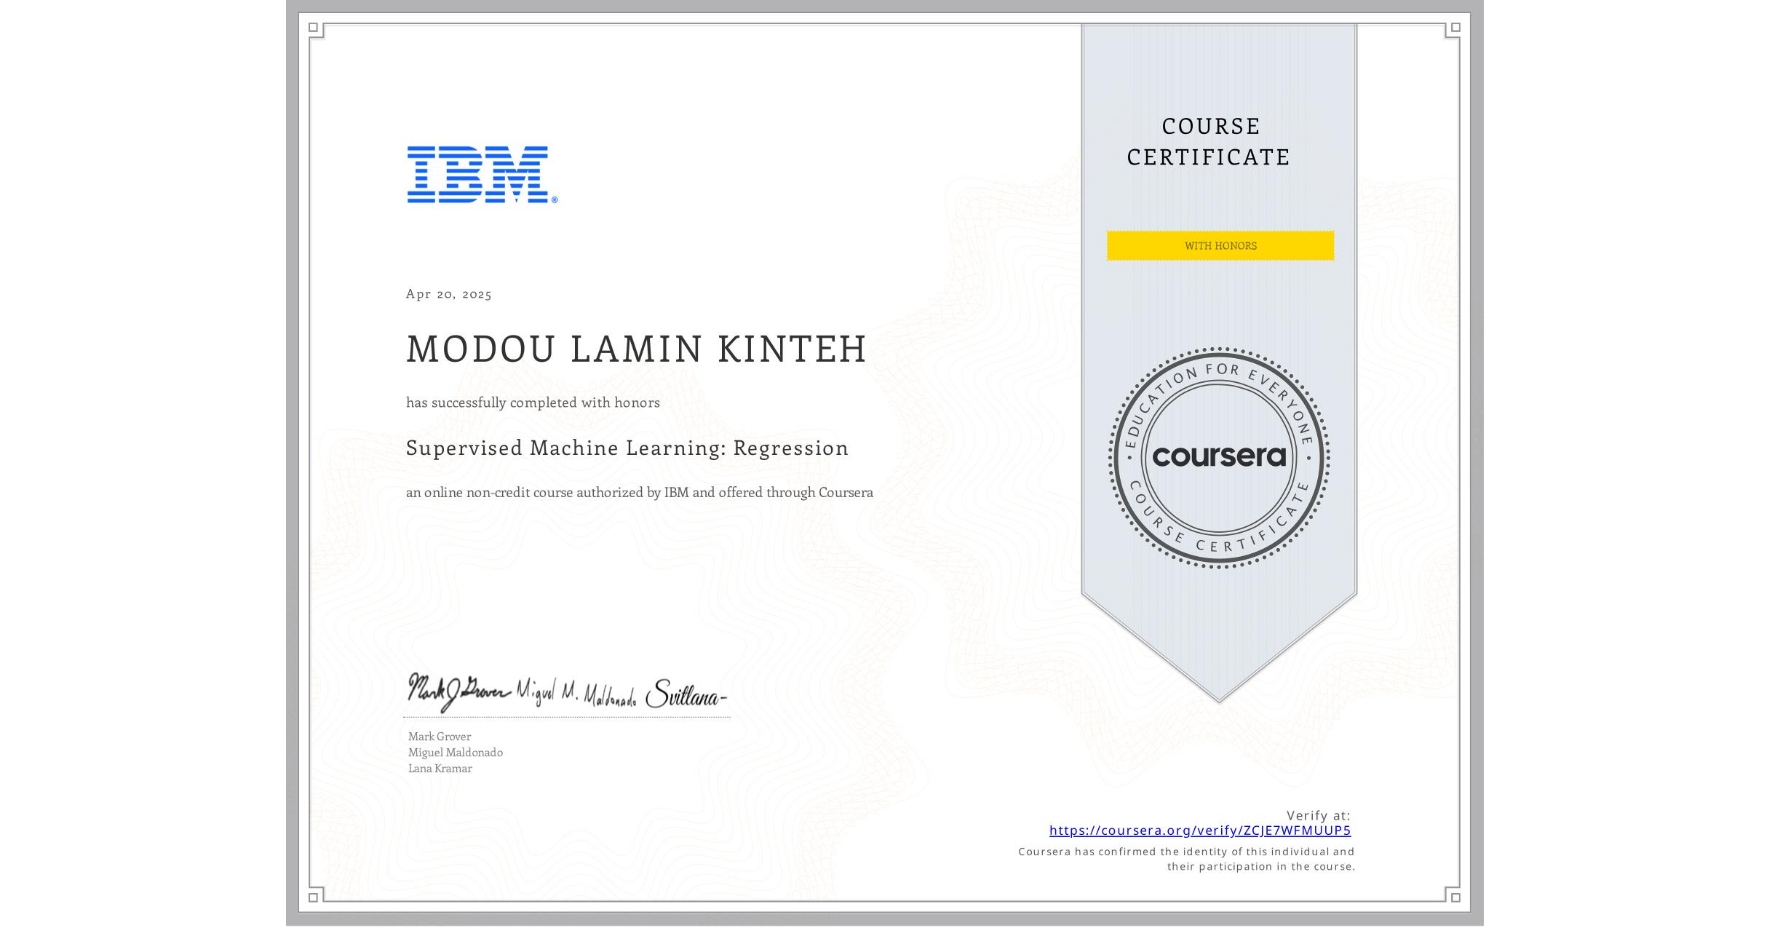 IBM®
Apr 20, 2025
MODOU LAMIN KINTEH
has successfully completed with honors
Supervised Machine Learning: Regression
an online non-credit course authorized by IBM and offered through Coursera
Mark J Grover Miguel M. Maldonado Svitlana
Mark Grover
Miguel Maldonado
Lana Kramar
COURSE
CERTIFICATE
WITH HONORS
EDUCATION FOR EVERYONE
coursera
COURSE CERTIFICATE
Verify at:
https://coursera.org/verify/ZCJE7WFMUUP5
Coursera has confirmed the identity of this individual and
their participation in the course.